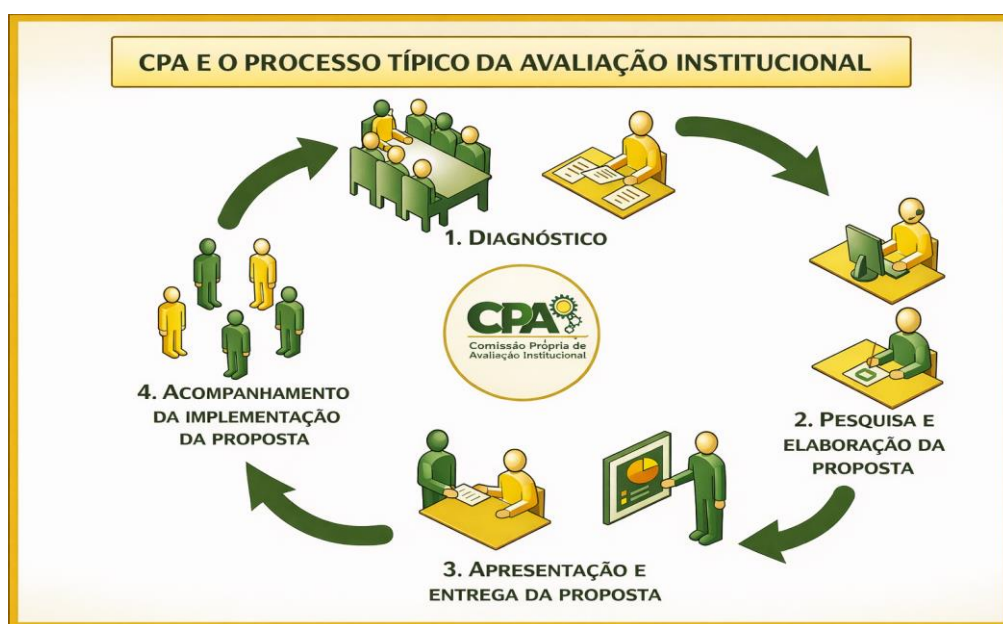 CPA E O PROCESSO TÍPICO DA AVALIAÇÃO INSTITUCIONAL
1. DIAGNÓSTICO
CPA
Comissão Própria de
Avaliação Institucional
2. PESQUISA E
ELABORAÇÃO DA
PROPOSTA
3. APRESENTAÇÃO E
ENTREGA DA PROPOSTA
4. ACOMPANHAMENTO
DA IMPLEMENTAÇÃO
DA PROPOSTA